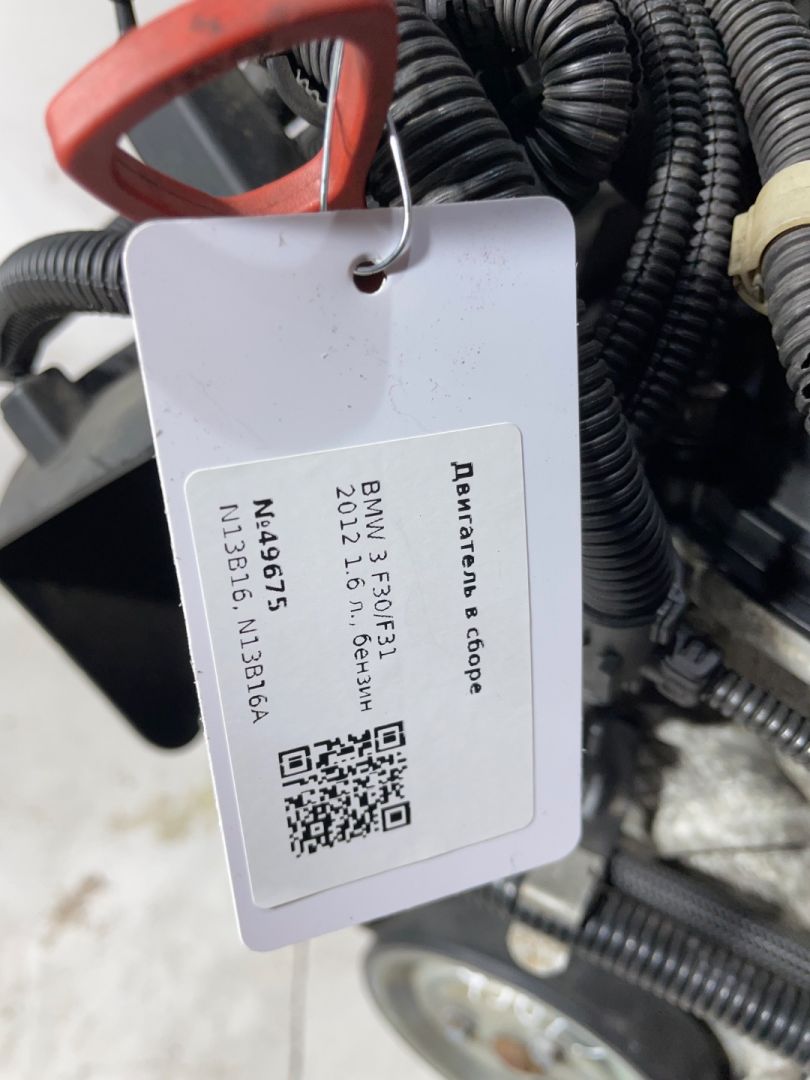 Двигатель в сборе
BMW 3 F30/F31
2012 1.6 л., бензин
№49675
N13B16, N13B16A